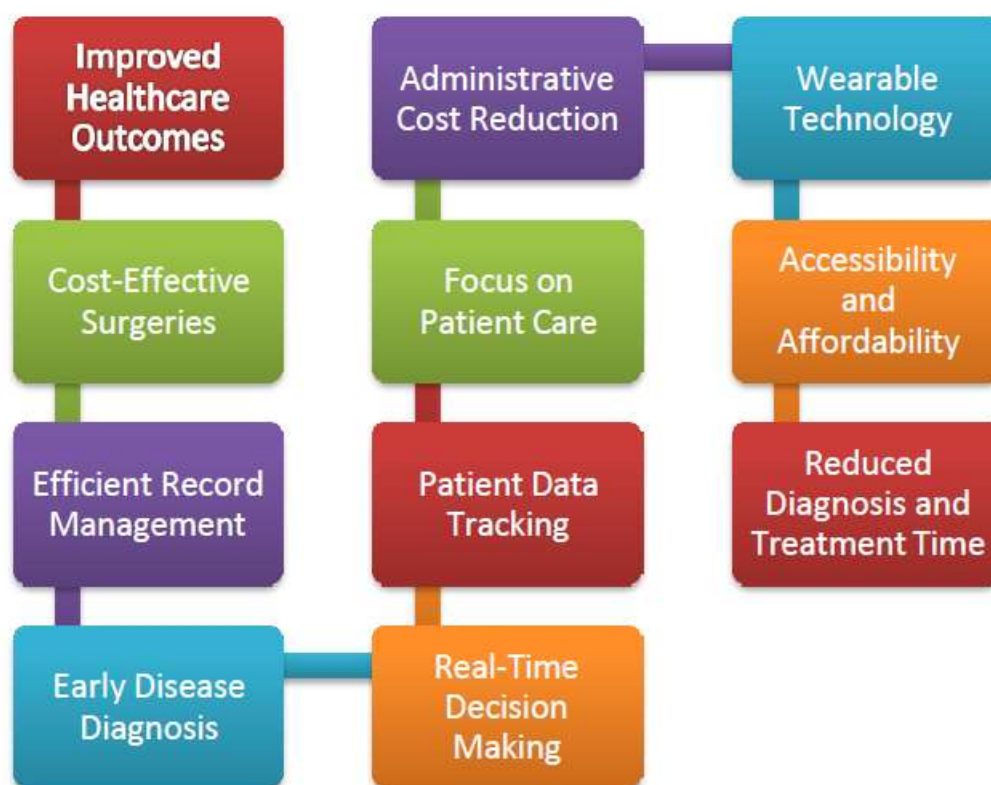 Improved
Healthcare
Outcomes
Cost-Effective
Surgeries
Efficient Record
Management
Early Disease
Diagnosis
Real-Time
Decision
Making
Patient Data
Tracking
Focus on
Patient Care
Administrative
Cost Reduction
Wearable
Technology
Accessibility
and
Affordability
Reduced
Diagnosis and
Treatment Time